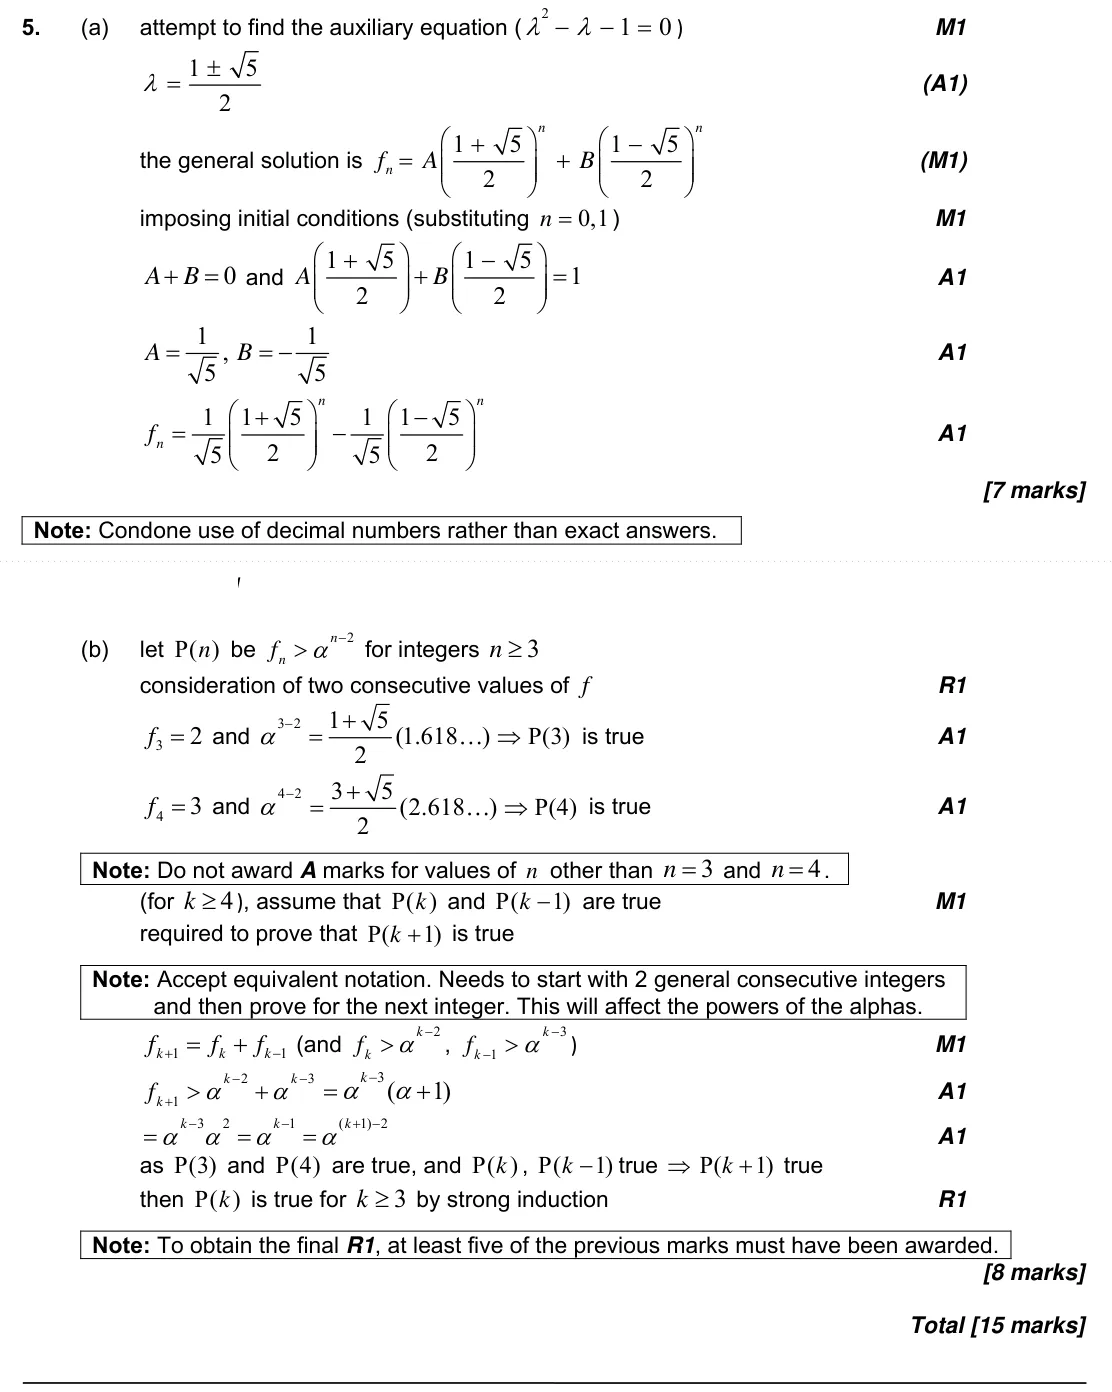 5. (a) attempt to find the auxiliary equation (λ² − λ − 1 = 0) M1
λ = (1 ± √5)/2 (A1)
the general solution is fₙ = A((1 + √5)/2)ⁿ + B((1 − √5)/2)ⁿ (M1)
imposing initial conditions (substituting n = 0,1) M1
A + B = 0 and A((1 + √5)/2) + B((1 − √5)/2) = 1 A1
A = 1/√5, B = −1/√5 A1
fₙ = 1/√5((1 + √5)/2)ⁿ − 1/√5((1 − √5)/2)ⁿ A1
[7 marks]
Note: Condone use of decimal numbers rather than exact answers.
(b) let P(n) be fₙ > αⁿ⁻² for integers n ≥ 3
consideration of two consecutive values of f R1
f₃ = 2 and α³⁻² = (1 + √5)/2 (1.618…) ⇒ P(3) is true A1
f₄ = 3 and α⁴⁻² = (3 + √5)/2 (2.618…) ⇒ P(4) is true A1
Note: Do not award A marks for values of n other than n = 3 and n = 4.
(for k ≥ 4), assume that P(k) and P(k − 1) are true M1
required to prove that P(k + 1) is true
Note: Accept equivalent notation. Needs to start with 2 general consecutive integers
and then prove for the next integer. This will affect the powers of the alphas.
fₖ₊₁ = fₖ + fₖ₋₁ (and fₖ > αᵏ⁻², fₖ₋₁ > αᵏ⁻³) M1
fₖ₊₁ > αᵏ⁻² + αᵏ⁻³ = αᵏ⁻³(α + 1) A1
= αᵏ⁻³α² = αᵏ⁻¹ = α⁽ᵏ⁺¹⁾⁻² A1
as P(3) and P(4) are true, and P(k), P(k − 1) true ⇒ P(k + 1) true
then P(k) is true for k ≥ 3 by strong induction R1
Note: To obtain the final R1, at least five of the previous marks must have been awarded.
[8 marks]
Total [15 marks]